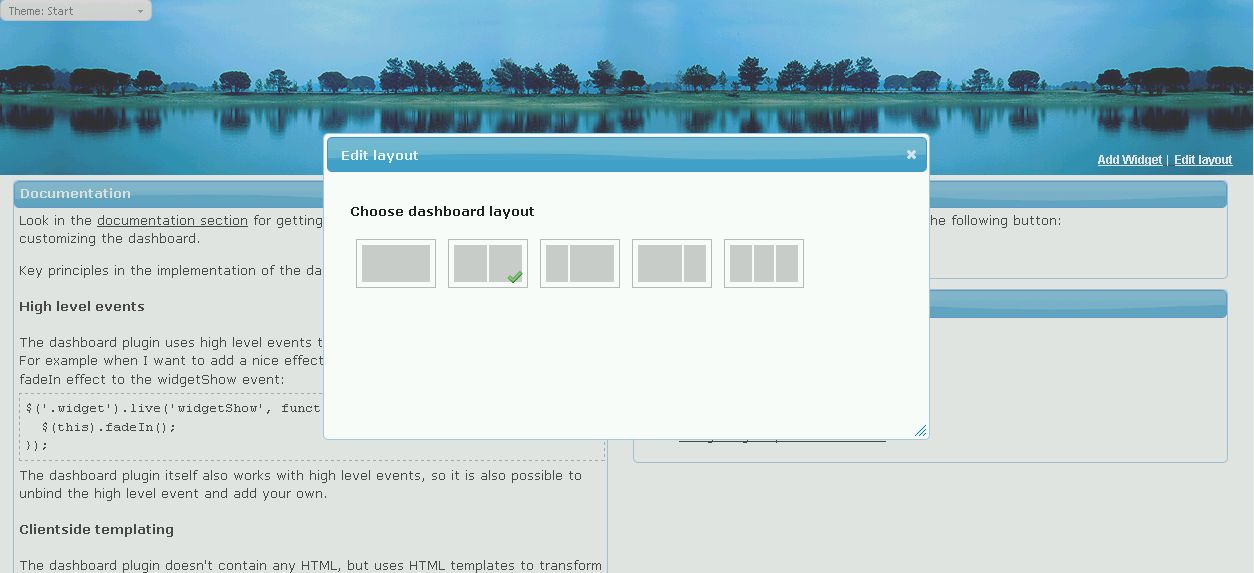 Theme: Start
Add Widget | Edit layout
Edit layout
Choose dashboard layout
Documentation
Look in the documentation section for getting
customizing the dashboard.
Key principles in the implementation of the da
High level events
The dashboard plugin uses high level events t
For example when I want to add a nice effect
fadeIn effect to the widgetShow event:
$('.widget').live('widgetShow', funct
$(this).fadeIn();
});
The dashboard plugin itself also works with high level events, so it is also possible to
unbind the high level event and add your own.
Clientside templating
The dashboard plugin doesn't contain any HTML, but uses HTML templates to transform
he following button: